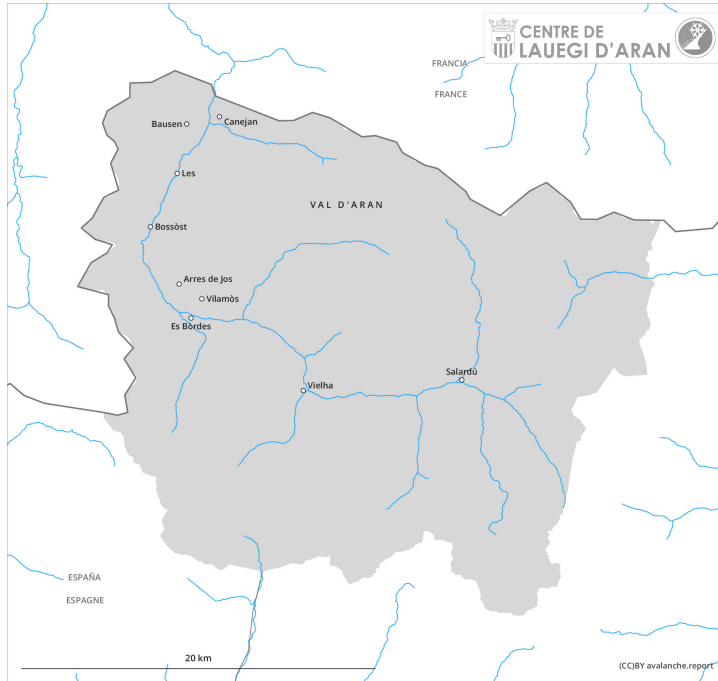 CENTRE DE
LAUEGI D'ARAN
FRANCIA
FRANCE
Bausen
Canejan
Les
VAL D'ARAN
Bossòst
Arres de Jos
Vilamòs
Es Bòrdes
Vielha
Salardú
ESPAÑA
ESPAGNE
20 km
(CC)BY avalanche.report